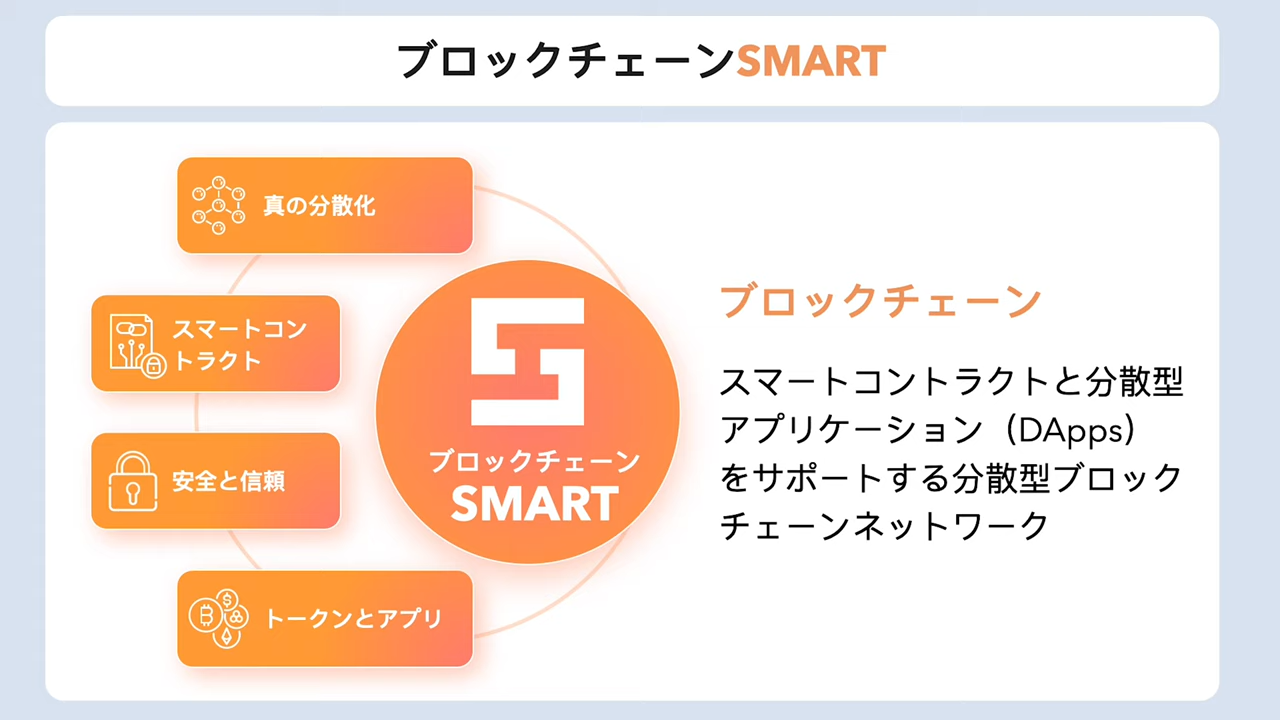 ブロックチェーンSMART
真の分散化
スマートコン
トラクト
安全と信頼
トークンとアプリ
ブロックチェーン
SMART
ブロックチェーン
スマートコントラクトと分散型
アプリケーション（DApps）
をサポートする分散型ブロック
チェーンネットワーク